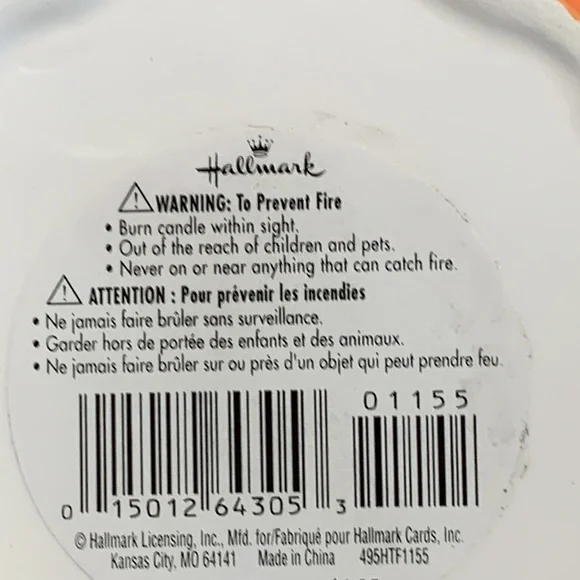 Hallmark
WARNING: To Prevent Fire
• Burn candle within sight.
• Out of the reach of children and pets.
• Never on or near anything that can catch fire.
ATTENTION : Pour prévenir les incendies
• Ne jamais faire brûler sans surveillance.
• Garder hors de portée des enfants et des animaux.
• Ne jamais faire brûler sur ou près d'un objet qui peut prendre feu.
01155
0 15012 64305 3
© Hallmark Licensing, Inc., Mfd. for/Fabriqué pour Hallmark Cards, Inc.
Kansas City, MO 64141 Made in China 495HTF1155